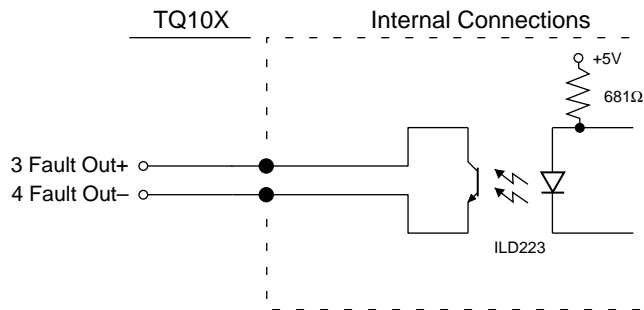 TQ10X
Internal Connections
+5V
681Ω
3 Fault Out+
4 Fault Out–
ILD223